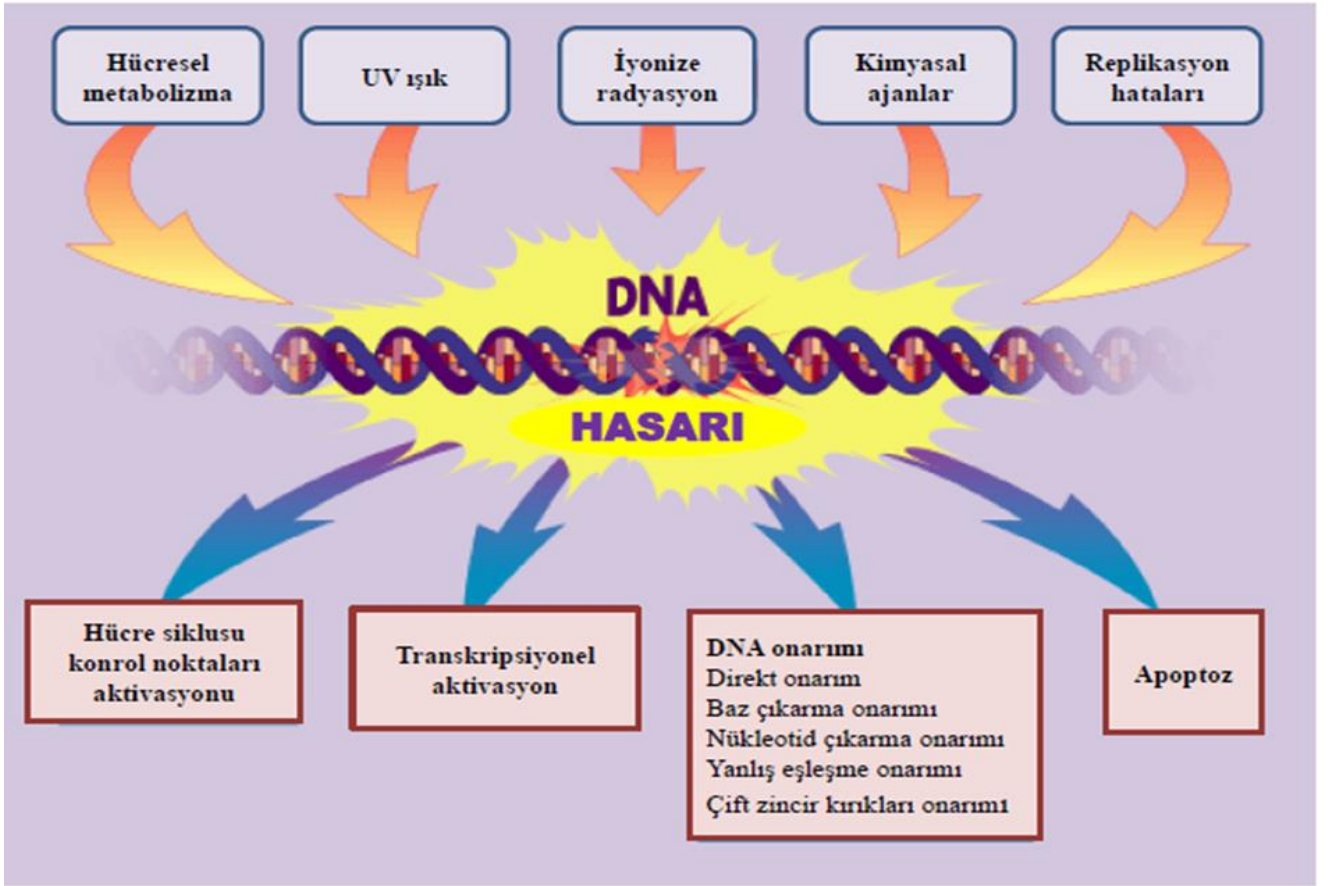 Hücresel
metabolizma
UV ışık
İyonize
radyasyon
Kimyasal
ajanlar
Replikasyon
hataları
DNA
HASARI
Hücre siklusu
konrol noktaları
aktivasyonu
Transkripsiyonel
aktivasyon
DNA onarımı
Direkt onarım
Baz çıkarma onarımı
Nükleotid çıkarma onarımı
Yanlış eşleşme onarımı
Çift zincir kırıkları onarım1
Apoptoz